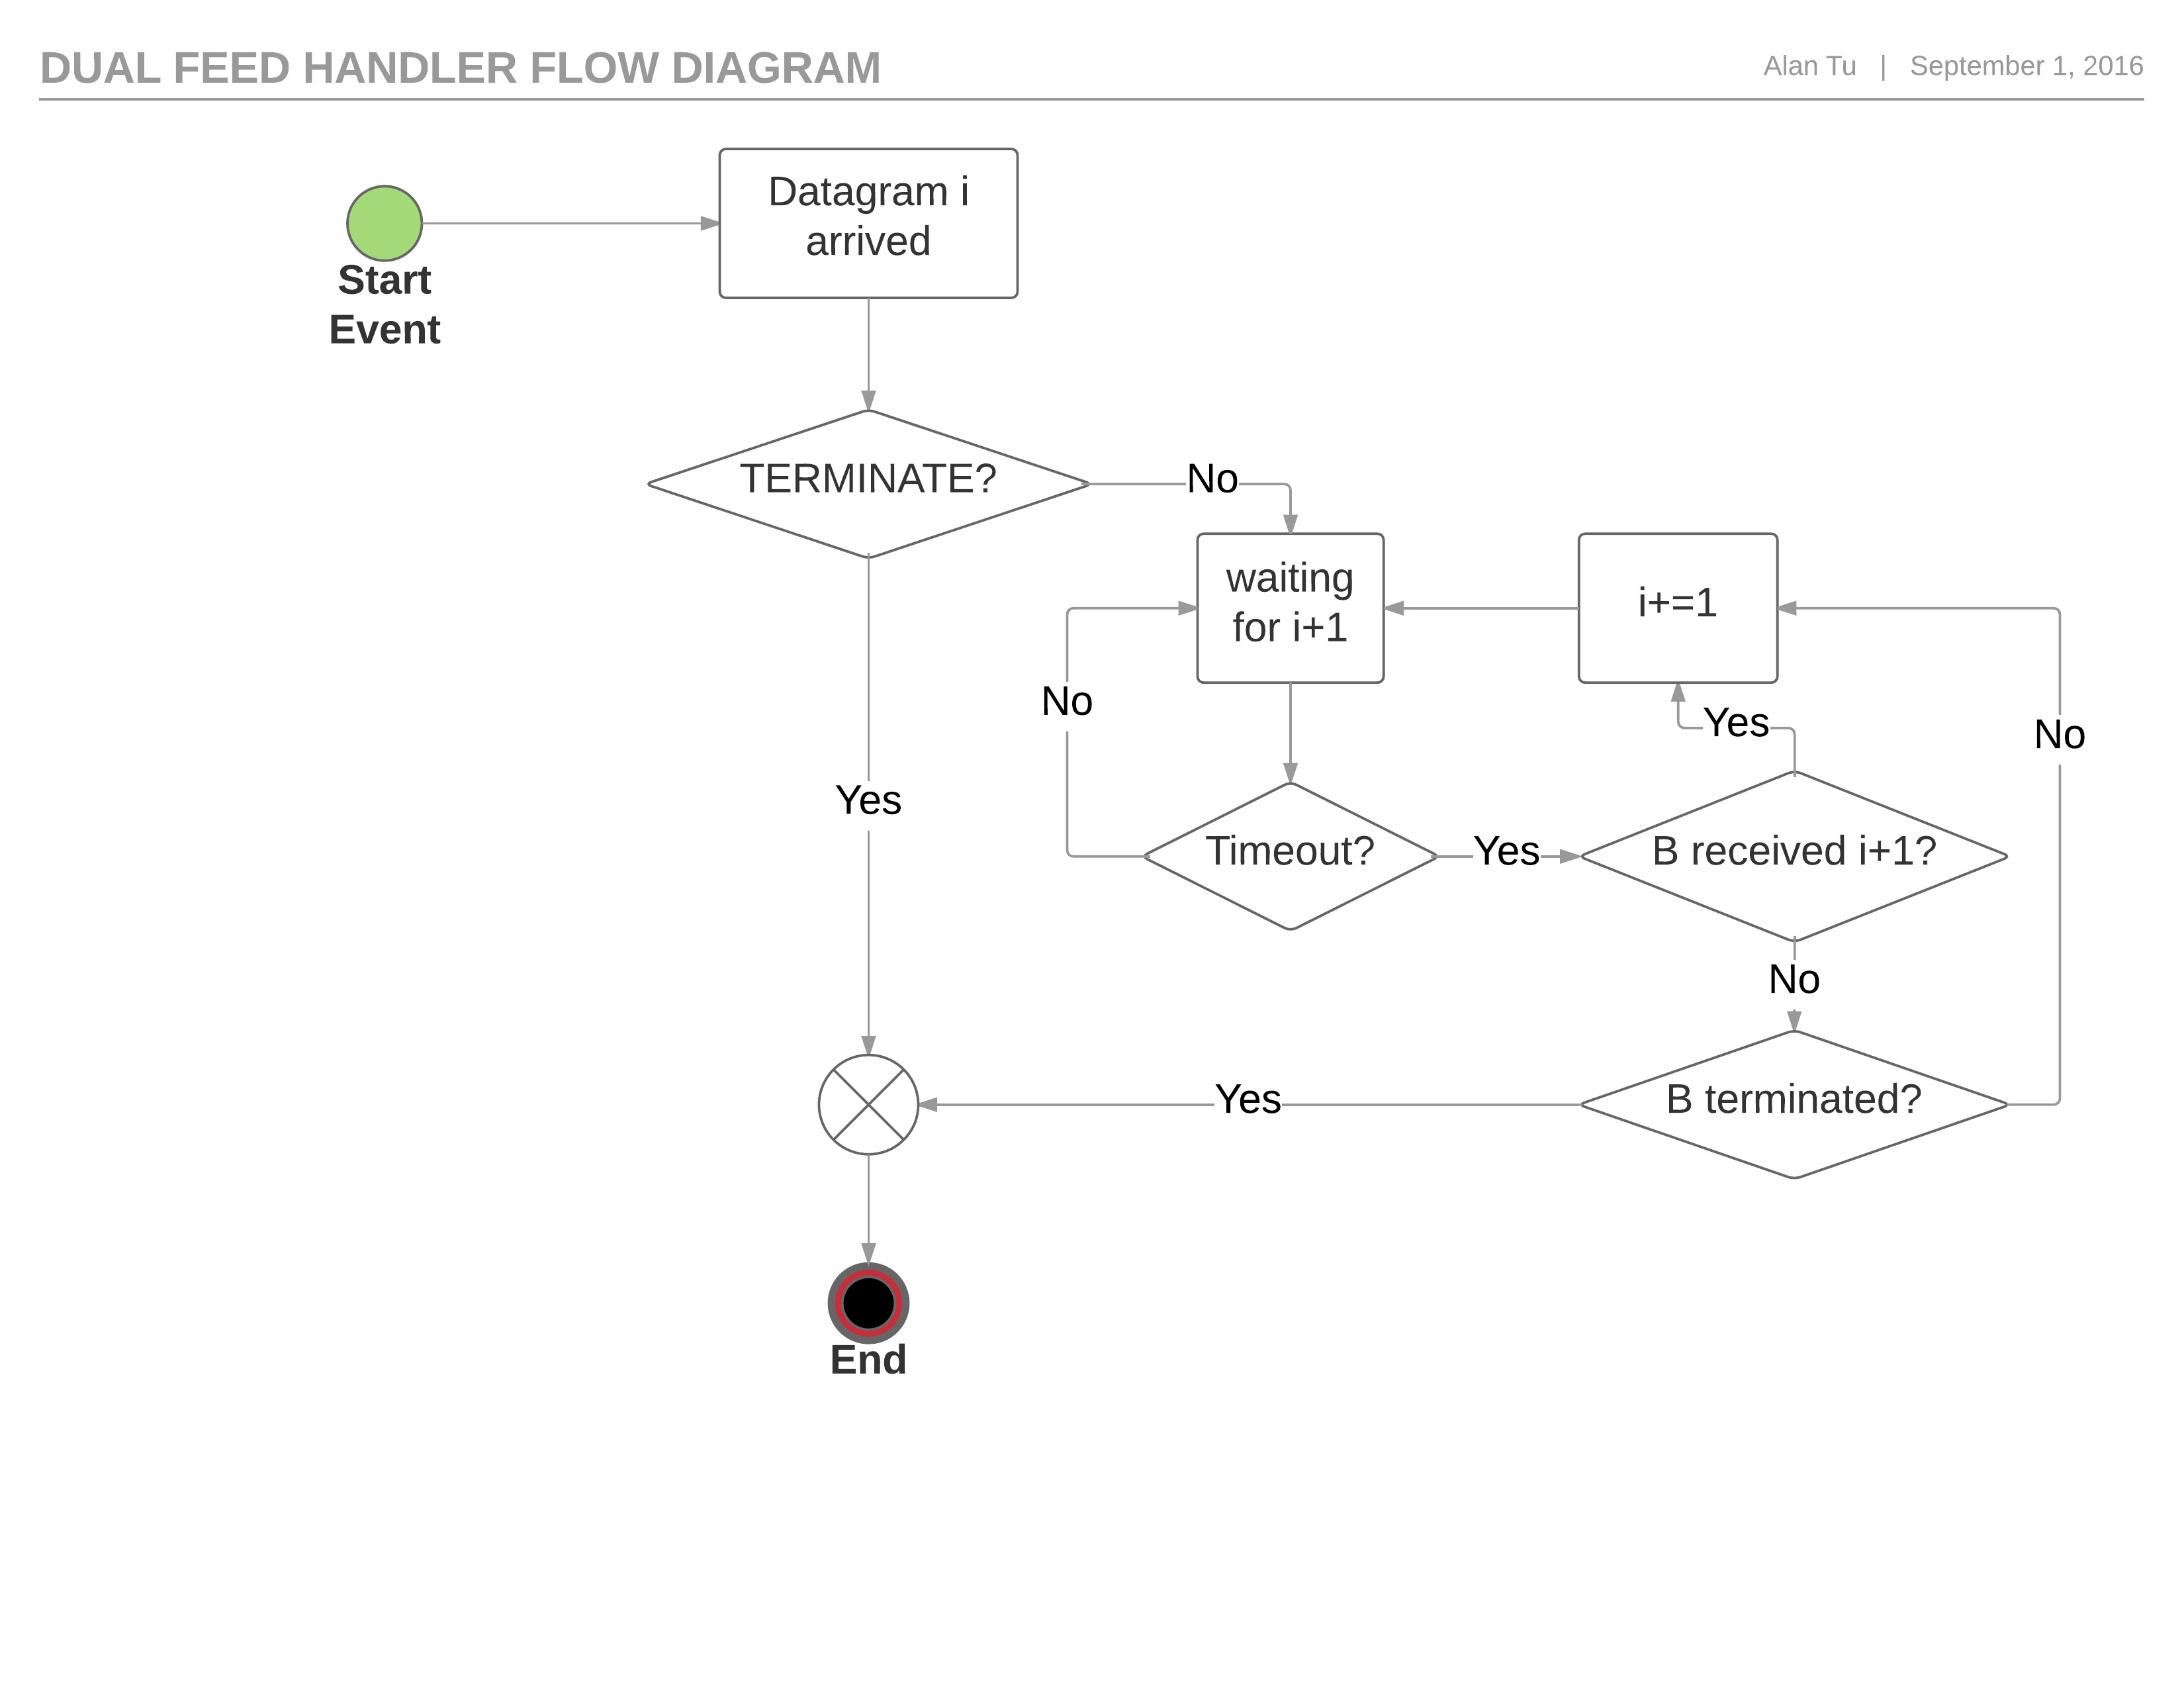 DUAL FEED HANDLER FLOW DIAGRAM
Alan Tu | September 1, 2016
Datagram i
arrived
Start
Event
TERMINATE?
No
waiting
for i+1
i+=1
No
Yes
No
Yes
Timeout?
Yes
B received i+1?
No
Yes
B terminated?
End